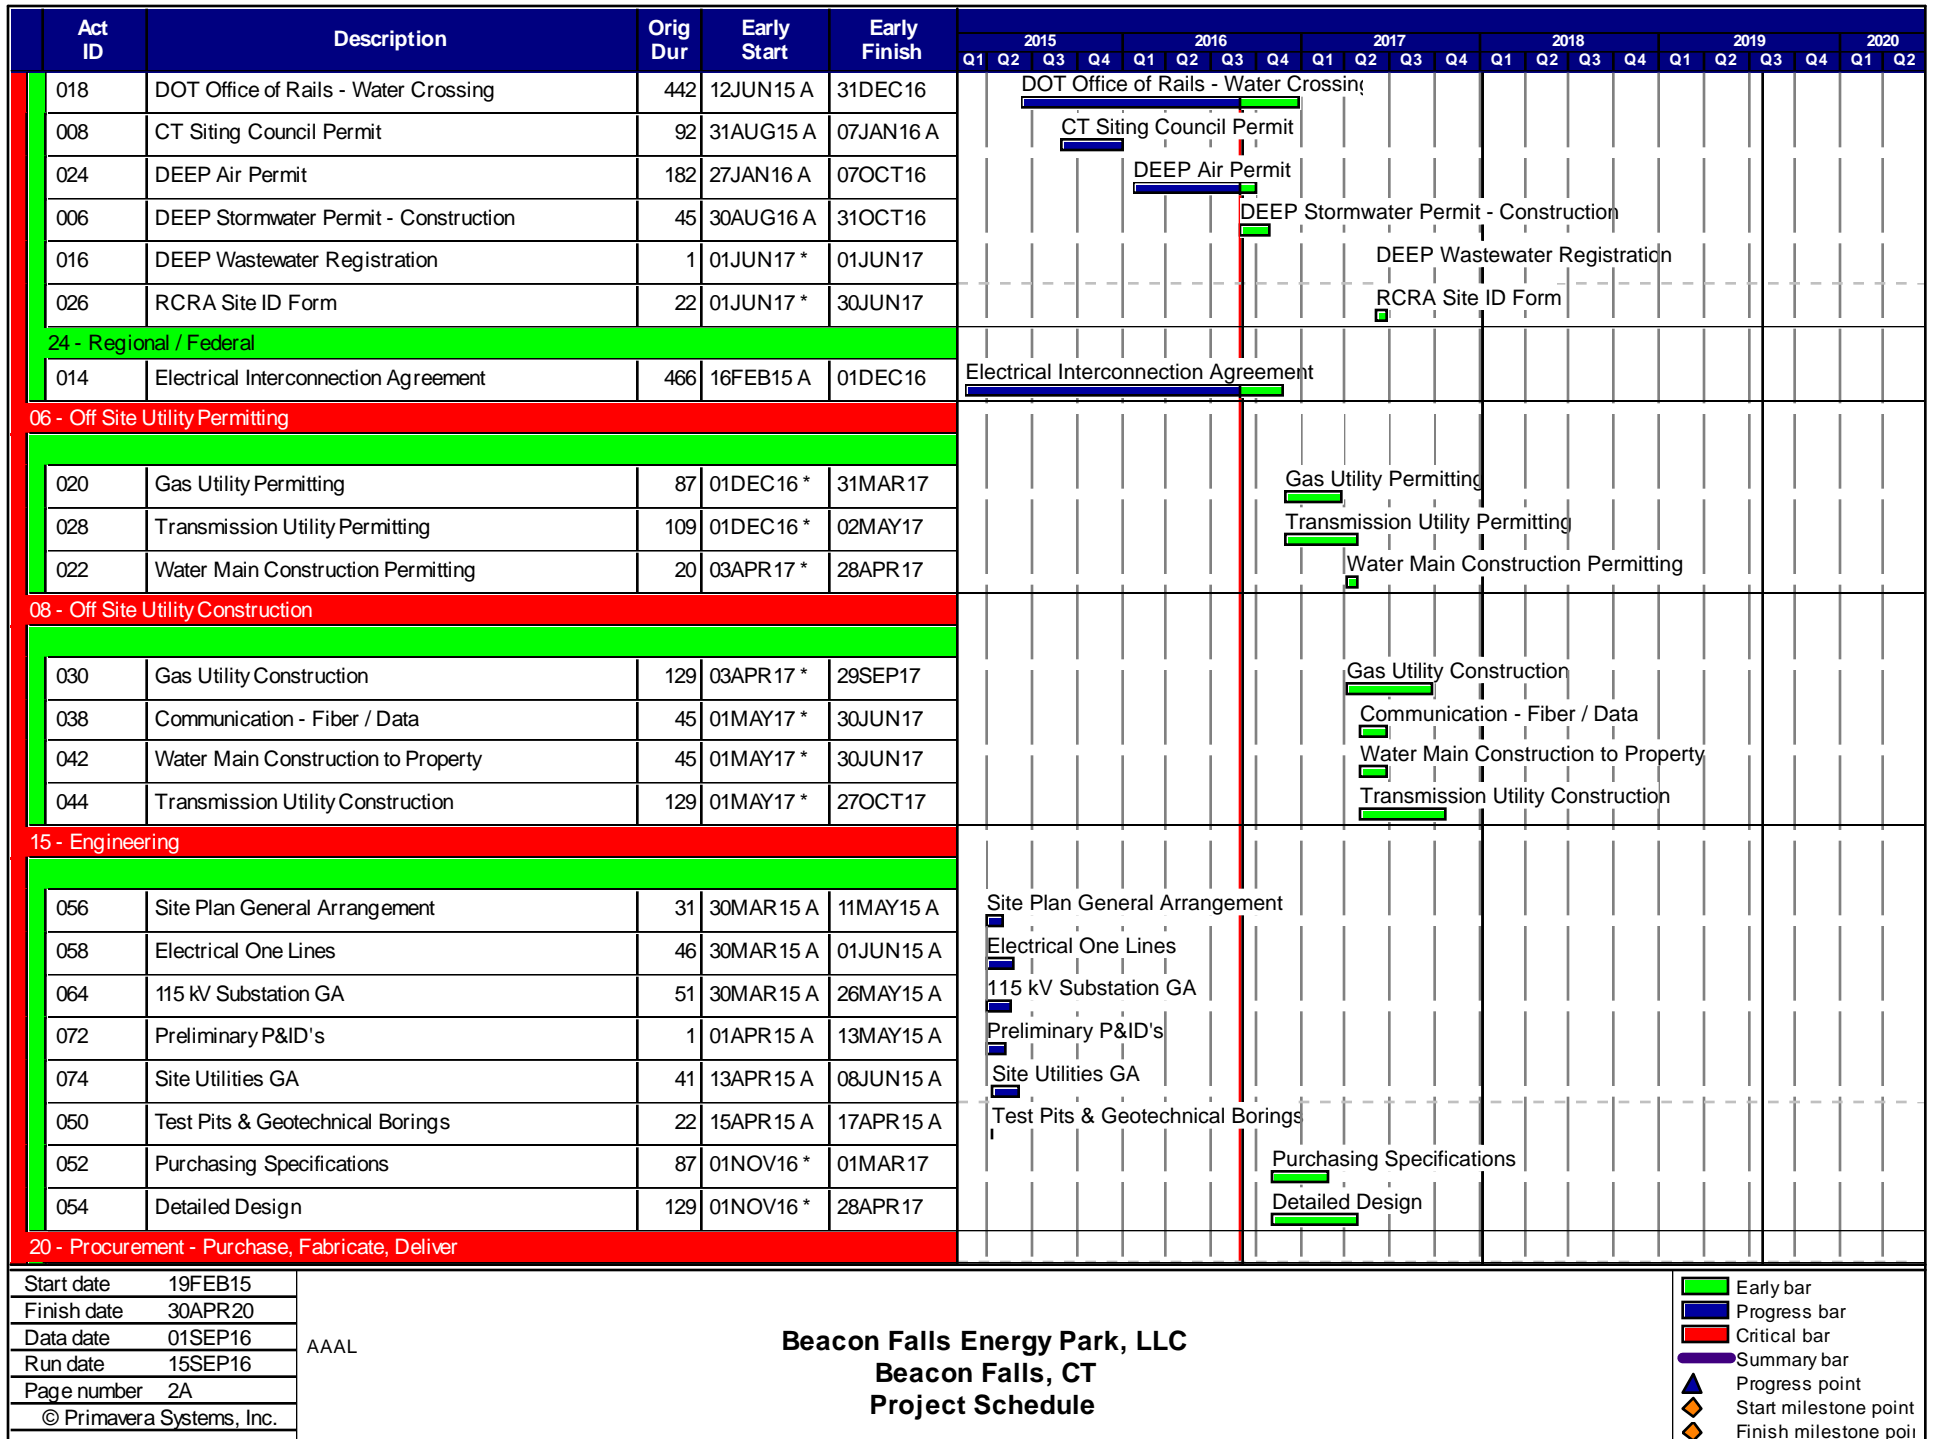 Act ID Description Orig Dur Early Start Early Finish
2015 2016 2017 2018 2019 2020
Q1 Q2 Q3 Q4 Q1 Q2 Q3 Q4 Q1 Q2 Q3 Q4 Q1 Q2 Q3 Q4 Q1 Q2 Q3 Q4 Q1 Q2
018 DOT Office of Rails - Water Crossing 442 12JUN15 A 31DEC16 DOT Office of Rails - Water Crossing
008 CT Siting Council Permit 92 31AUG15 A 07JAN16 A CT Siting Council Permit
024 DEEP Air Permit 182 27JAN16 A 07OCT16 DEEP Air Permit
006 DEEP Stormwater Permit - Construction 45 30AUG16 A 31OCT16 DEEP Stormwater Permit - Construction
016 DEEP Wastewater Registration 1 01JUN17 * 01JUN17 DEEP Wastewater Registration
026 RCRA Site ID Form 22 01JUN17 * 30JUN17 RCRA Site ID Form
24 - Regional / Federal
014 Electrical Interconnection Agreement 466 16FEB15 A 01DEC16 Electrical Interconnection Agreement
06 - Off Site Utility Permitting
020 Gas Utility Permitting 87 01DEC16 * 31MAR17 Gas Utility Permitting
028 Transmission Utility Permitting 109 01DEC16 * 02MAY17 Transmission Utility Permitting
022 Water Main Construction Permitting 20 03APR17 * 28APR17 Water Main Construction Permitting
08 - Off Site Utility Construction
030 Gas Utility Construction 129 03APR17 * 29SEP17 Gas Utility Construction
038 Communication - Fiber / Data 45 01MAY17 * 30JUN17 Communication - Fiber / Data
042 Water Main Construction to Property 45 01MAY17 * 30JUN17 Water Main Construction to Property
044 Transmission Utility Construction 129 01MAY17 * 27OCT17 Transmission Utility Construction
15 - Engineering
056 Site Plan General Arrangement 31 30MAR15 A 11MAY15 A Site Plan General Arrangement
058 Electrical One Lines 46 30MAR15 A 01JUN15 A Electrical One Lines
064 115 kV Substation GA 51 30MAR15 A 26MAY15 A 115 kV Substation GA
072 Preliminary P&ID's 1 01APR15 A 13MAY15 A Preliminary P&ID's
074 Site Utilities GA 41 13APR15 A 08JUN15 A Site Utilities GA
050 Test Pits & Geotechnical Borings 22 15APR15 A 17APR15 A Test Pits & Geotechnical Borings
052 Purchasing Specifications 87 01NOV16 * 01MAR17 Purchasing Specifications
054 Detailed Design 129 01NOV16 * 28APR17 Detailed Design
20 - Procurement - Purchase, Fabricate, Deliver
Start date 19FEB15
Finish date 30APR20
Data date 01SEP16
Run date 15SEP16
Page number 2A
© Primavera Systems, Inc.
AAAL
Beacon Falls Energy Park, LLC
Beacon Falls, CT
Project Schedule
Early bar
Progress bar
Critical bar
Summary bar
Progress point
Start milestone point
Finish milestone poi